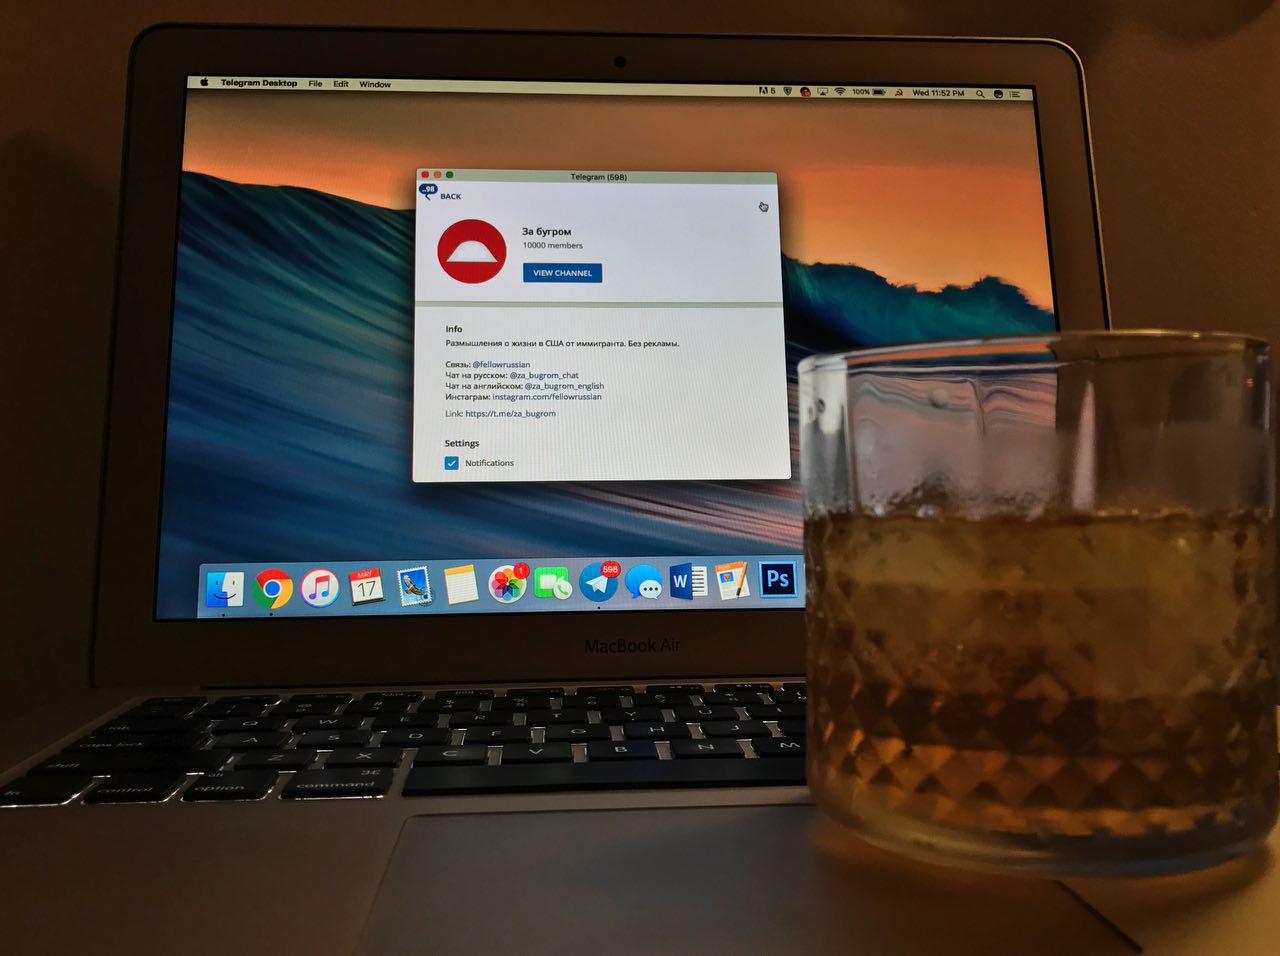 Telegram Desktop File Edit Window
5 100% Wed 11:52 PM
Telegram (598)
..98
BACK
За бугром
10000 members
VIEW CHANNEL
Info
Размышления о жизни в США от иммигранта. Без рекламы.
Связь: @fellowrussian
Чат на русском: @za_bugrom_chat
Чат на английском: @za_bugrom_english
Инстаграм: instagram.com/fellowrussian
Link: https://t.me/za_bugrom
Settings
Notifications
MAY
17
1
598
W
Ps
MacBook Air
tab Q W E R T Y U
caps lock A S D F G H J
shift Z X C V B N M
fn control alt option ⌘ command